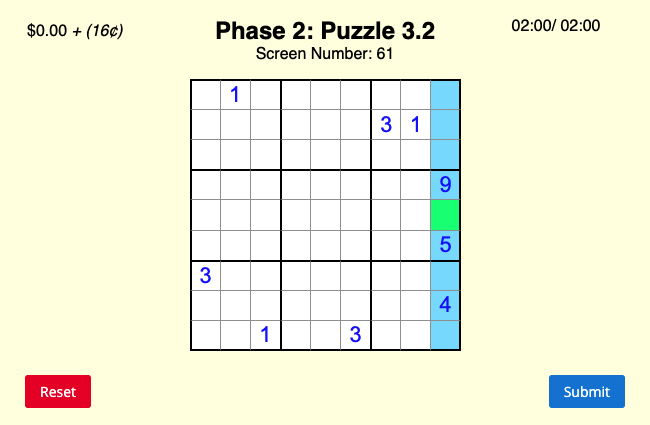 $0.00 + (16¢)
Phase 2: Puzzle 3.2
02:00/ 02:00
Screen Number: 61
1
3 1
9
5
3
4
1 3
Reset
Submit